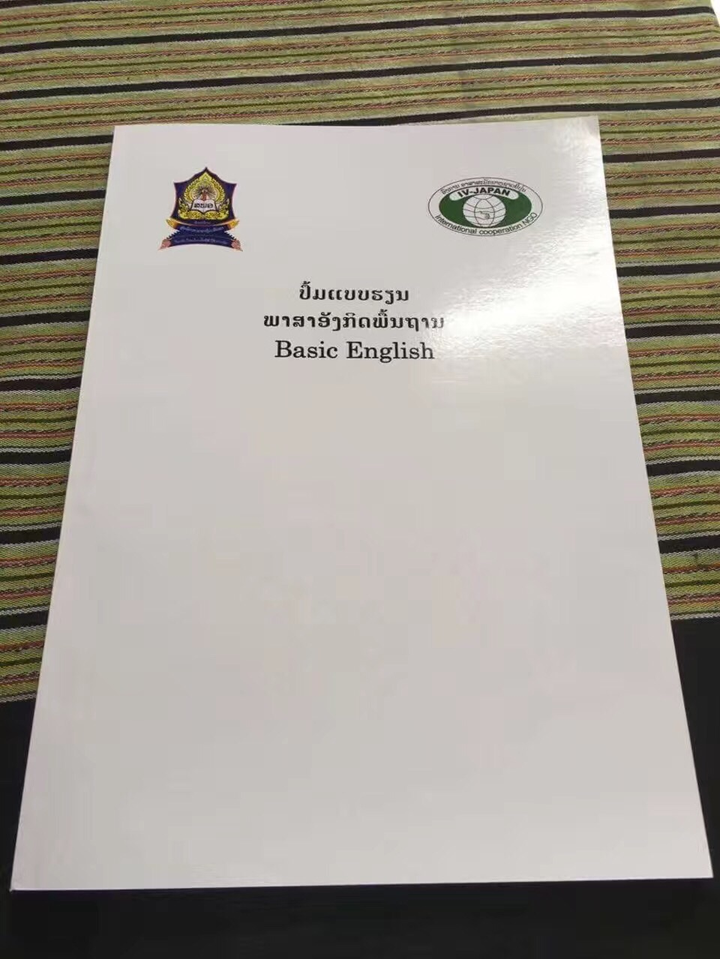 IV-JAPAN
International cooperation NGO
ປຶ້ມແບບຮຽນ
ພາສາອັງກິດພື້ນຖານ
Basic English